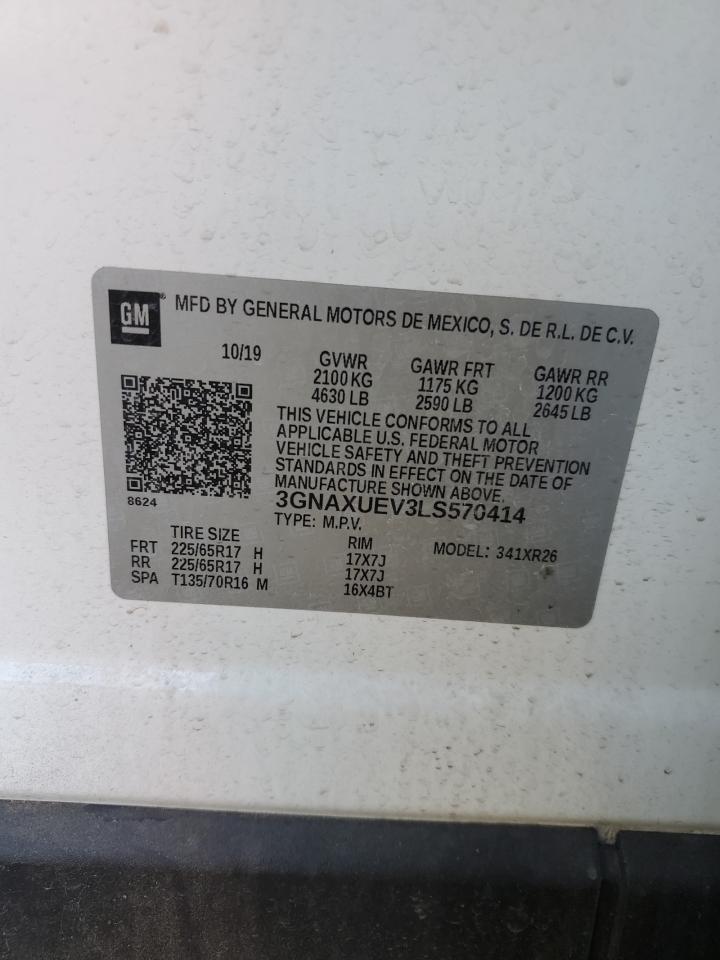 GM ® MFD BY GENERAL MOTORS DE MEXICO, S. DE R.L. DE C.V.
10/19 GVWR GAWR FRT GAWR RR
2100 KG 1175 KG 1200 KG
4630 LB 2590 LB 2645 LB
THIS VEHICLE CONFORMS TO ALL
APPLICABLE U.S. FEDERAL MOTOR
VEHICLE SAFETY AND THEFT PREVENTION
STANDARDS IN EFFECT ON THE DATE OF
MANUFACTURE SHOWN ABOVE.
8624 3GNAXUEV3LS570414
TYPE: M.P.V.
TIRE SIZE RIM MODEL: 341XR26
FRT 225/65R17 H 17X7J
RR 225/65R17 H 17X7J
SPA T135/70R16 M 16X4BT